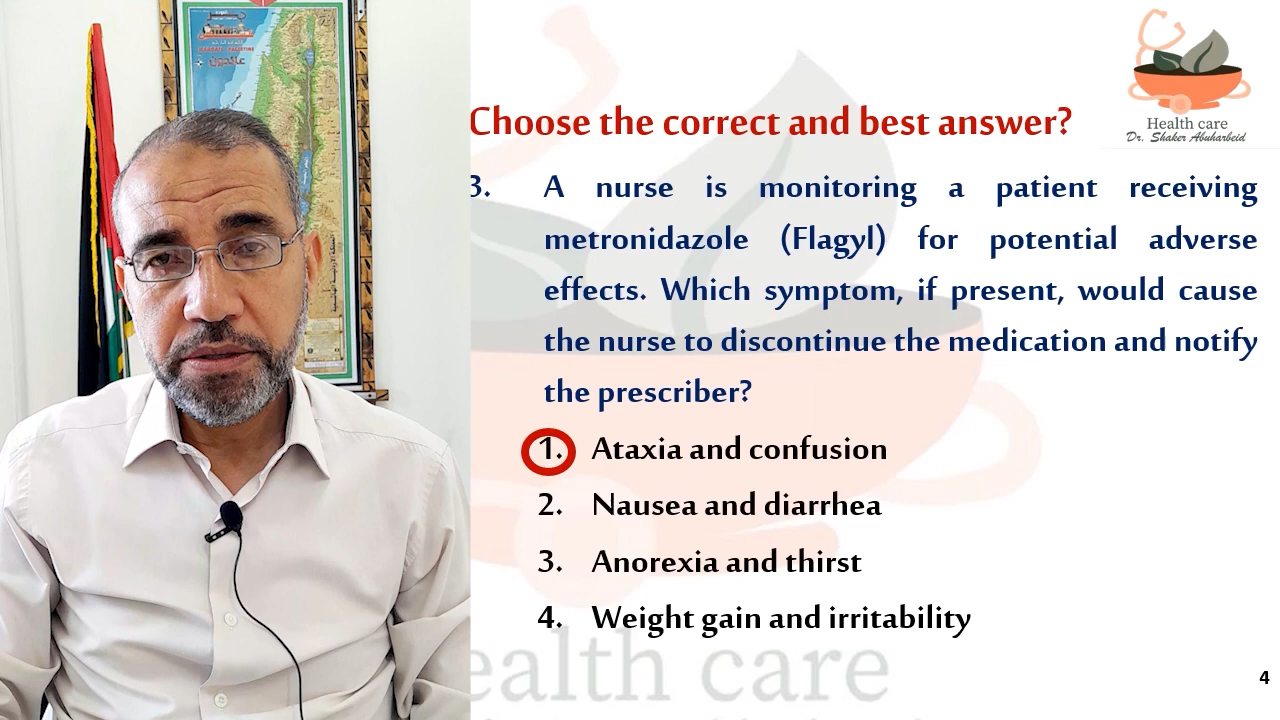 عائدون
Health care
Dr. Shaker Abuharbeid
Choose the correct and best answer?
3. A nurse is monitoring a patient receiving
metronidazole (Flagyl) for potential adverse
effects. Which symptom, if present, would cause
the nurse to discontinue the medication and notify
the prescriber?
1. Ataxia and confusion
2. Nausea and diarrhea
3. Anorexia and thirst
4. Weight gain and irritability
ealth care
4